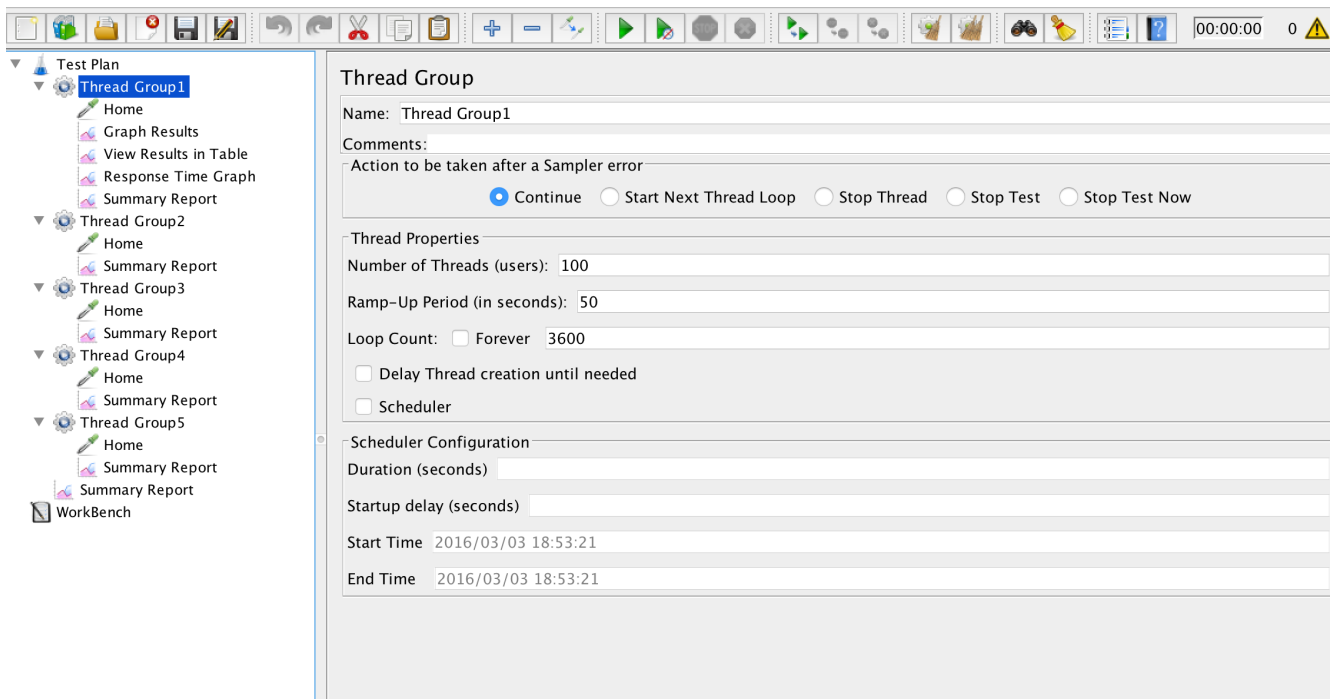 STOP
00:00:00 0
Test Plan
Thread Group1
Home
Graph Results
View Results in Table
Response Time Graph
Summary Report
Thread Group2
Home
Summary Report
Thread Group3
Home
Summary Report
Thread Group4
Home
Summary Report
Thread Group5
Home
Summary Report
Summary Report
WorkBench
Thread Group
Name: Thread Group1
Comments:
Action to be taken after a Sampler error
Continue Start Next Thread Loop Stop Thread Stop Test Stop Test Now
Thread Properties
Number of Threads (users): 100
Ramp-Up Period (in seconds): 50
Loop Count: Forever 3600
Delay Thread creation until needed
Scheduler
Scheduler Configuration
Duration (seconds)
Startup delay (seconds)
Start Time 2016/03/03 18:53:21
End Time 2016/03/03 18:53:21